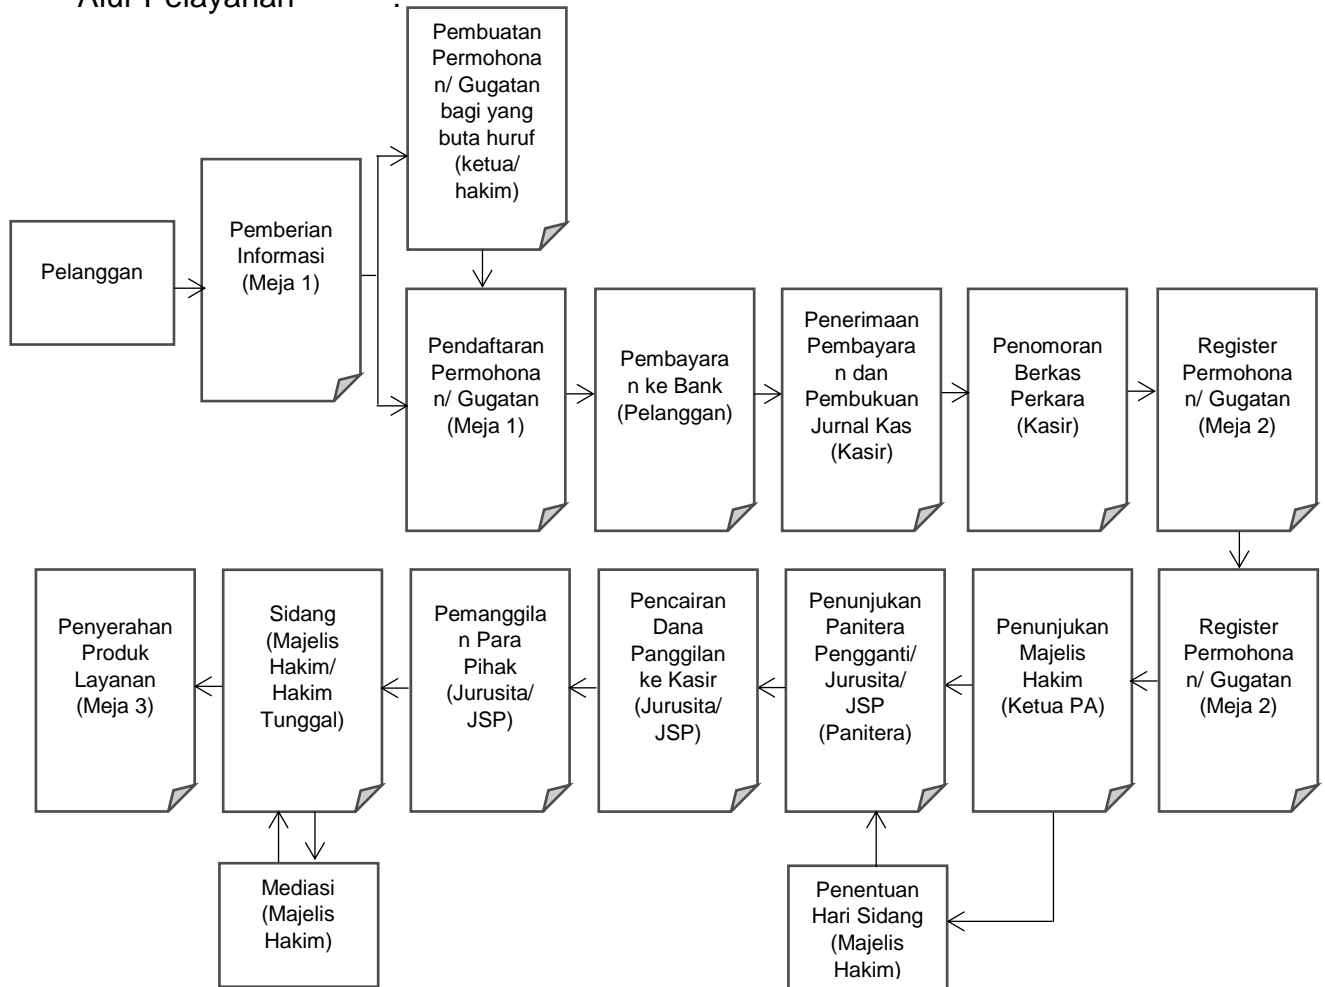 Alur Pelayanan :
Pembuatan
Permohona
n/ Gugatan
bagi yang
buta huruf
(ketua/
hakim)
Pelanggan
Pemberian
Informasi
(Meja 1)
Pendaftaran
Permohona
n/ Gugatan
(Meja 1)
Pembayara
n ke Bank
(Pelanggan)
Penerimaan
Pembayara
n dan
Pembukuan
Jurnal Kas
(Kasir)
Penomoran
Berkas
Perkara
(Kasir)
Register
Permohona
n/ Gugatan
(Meja 2)
Register
Permohona
n/ Gugatan
(Meja 2)
Penunjukan
Majelis
Hakim
(Ketua PA)
Penentuan
Hari Sidang
(Majelis
Hakim)
Penunjukan
Panitera
Pengganti/
Jurusita/
JSP
(Panitera)
Pencairan
Dana
Panggilan
ke Kasir
(Jurusita/
JSP)
Pemanggila
n Para
Pihak
(Jurusita/
JSP)
Sidang
(Majelis
Hakim/
Hakim
Tunggal)
Mediasi
(Majelis
Hakim)
Penyerahan
Produk
Layanan
(Meja 3)